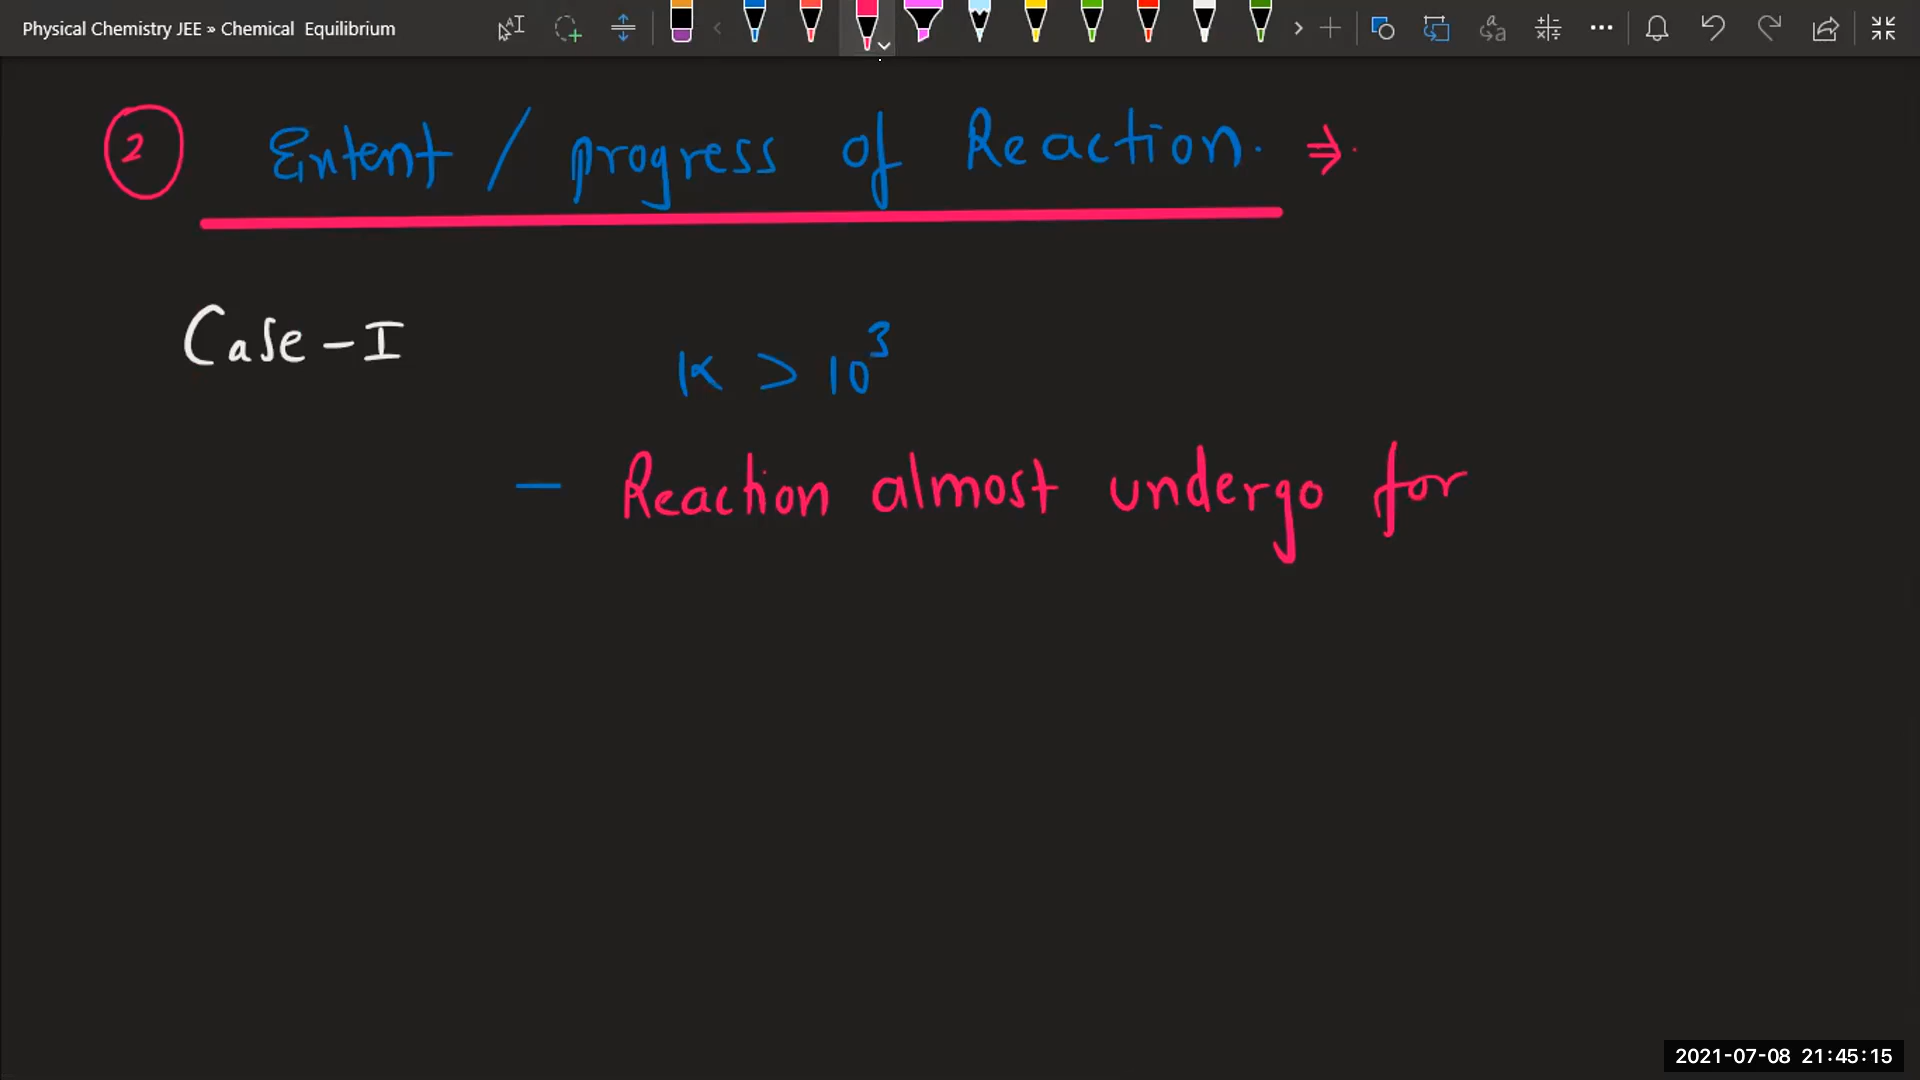 Physical Chemistry JEE » Chemical Equilibrium
2 Extent / progress of Reaction. ⇒.
Case - I
K > 10³
— Reaction almost undergo for
2021-07-08 21:45:15